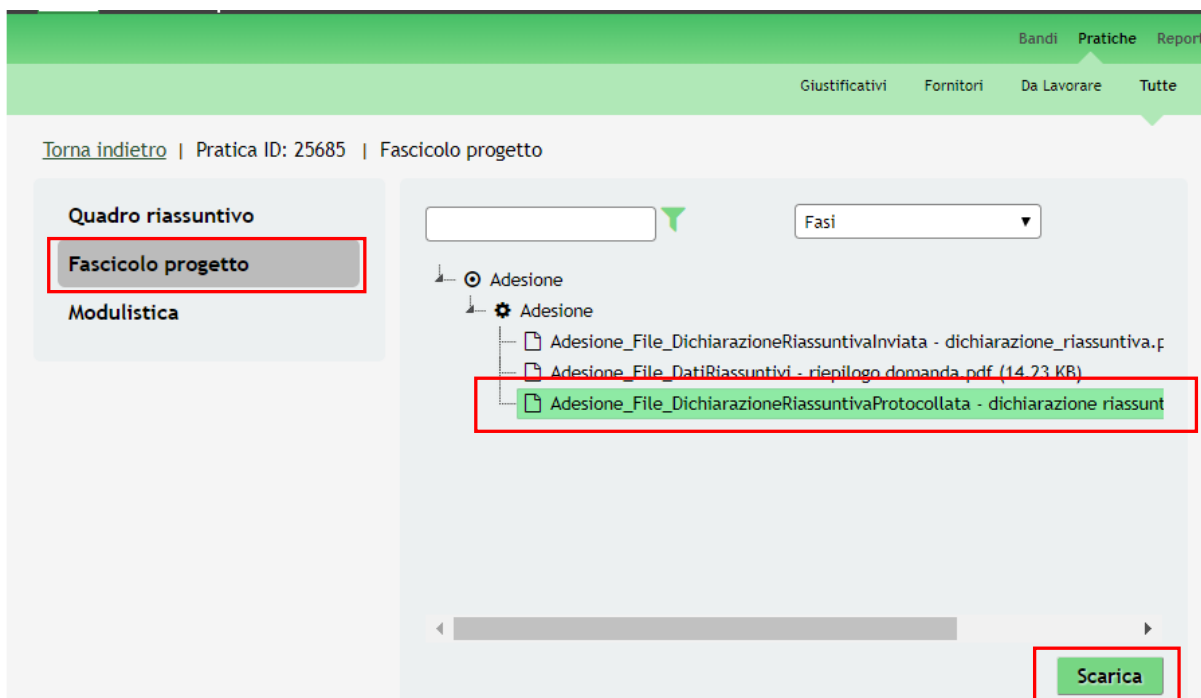 Bandi Pratiche Report
Giustificativi Fornitori Da Lavorare Tutte
Torna indietro | Pratica ID: 25685 | Fascicolo progetto
Quadro riassuntivo
Fascicolo progetto
Modulistica
Fasi
Adesione
Adesione
Adesione_File_DichiarazioneRiassuntivaInviata - dichiarazione_riassuntiva.p
Adesione_File_DatiRiassuntivi - riepilogo domanda.pdf (14.23 KB)
Adesione_File_DichiarazioneRiassuntivaProtocollata - dichiarazione riassunt
Scarica